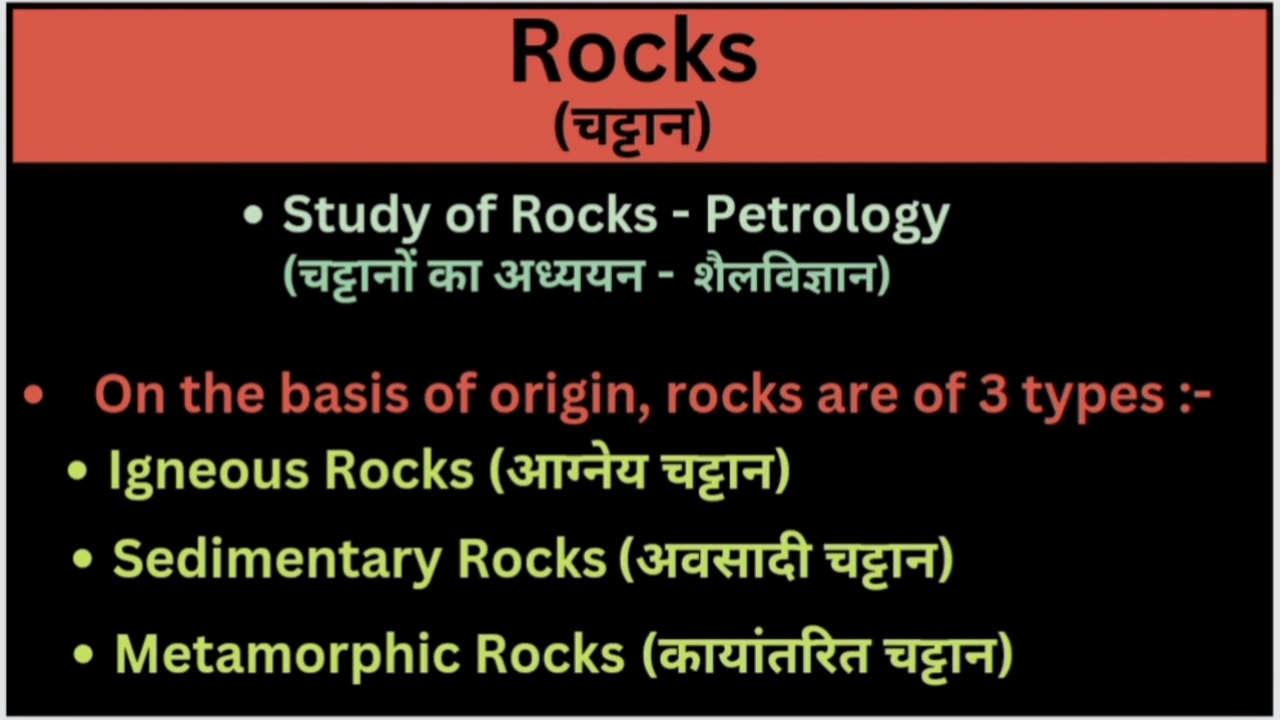 Rocks
(चट्टान)
• Study of Rocks - Petrology
(चट्टानों का अध्ययन - शैलविज्ञान)
• On the basis of origin, rocks are of 3 types :-
• Igneous Rocks (आग्नेय चट्टान)
• Sedimentary Rocks (अवसादी चट्टान)
• Metamorphic Rocks (कायांतरित चट्टान)